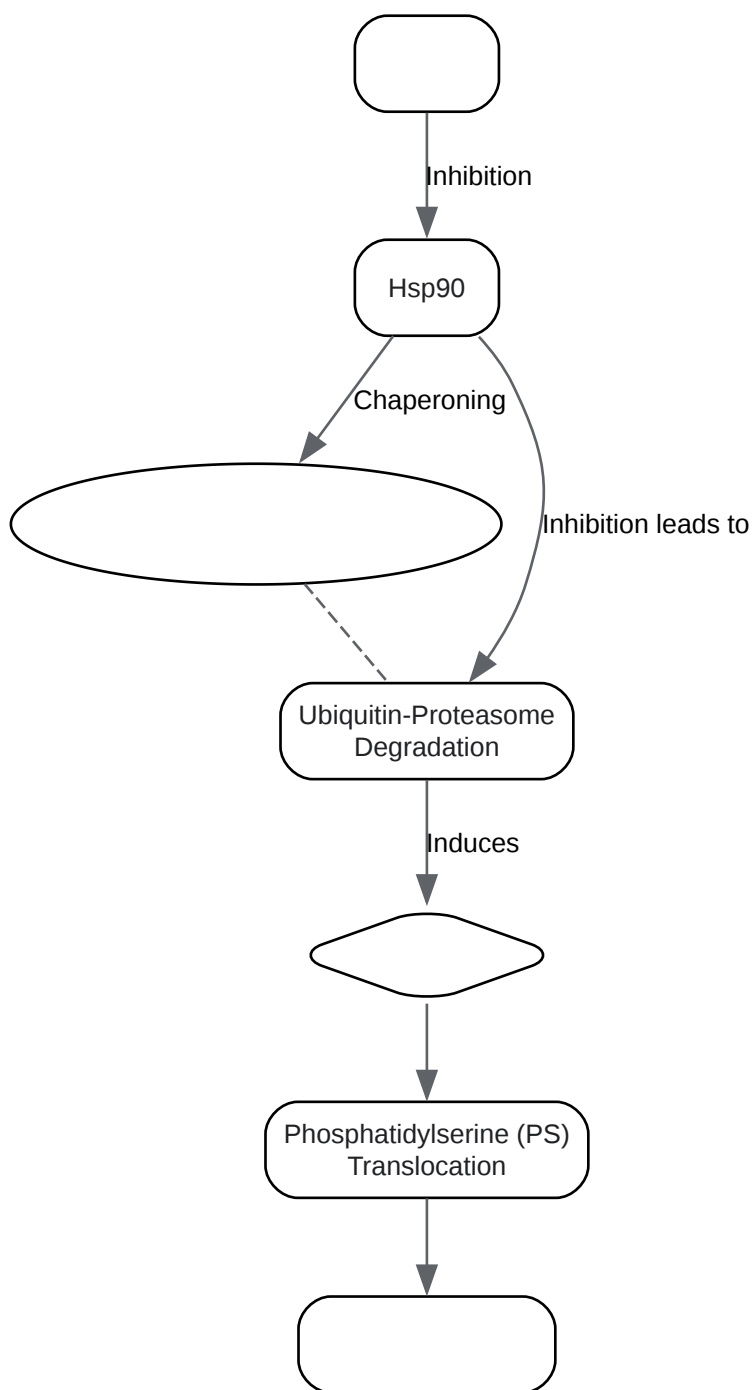 Inhibition
Hsp90
Chaperoning
Inhibition leads to
Ubiquitin-Proteasome
Degradation
Induces
Phosphatidylserine (PS)
Translocation